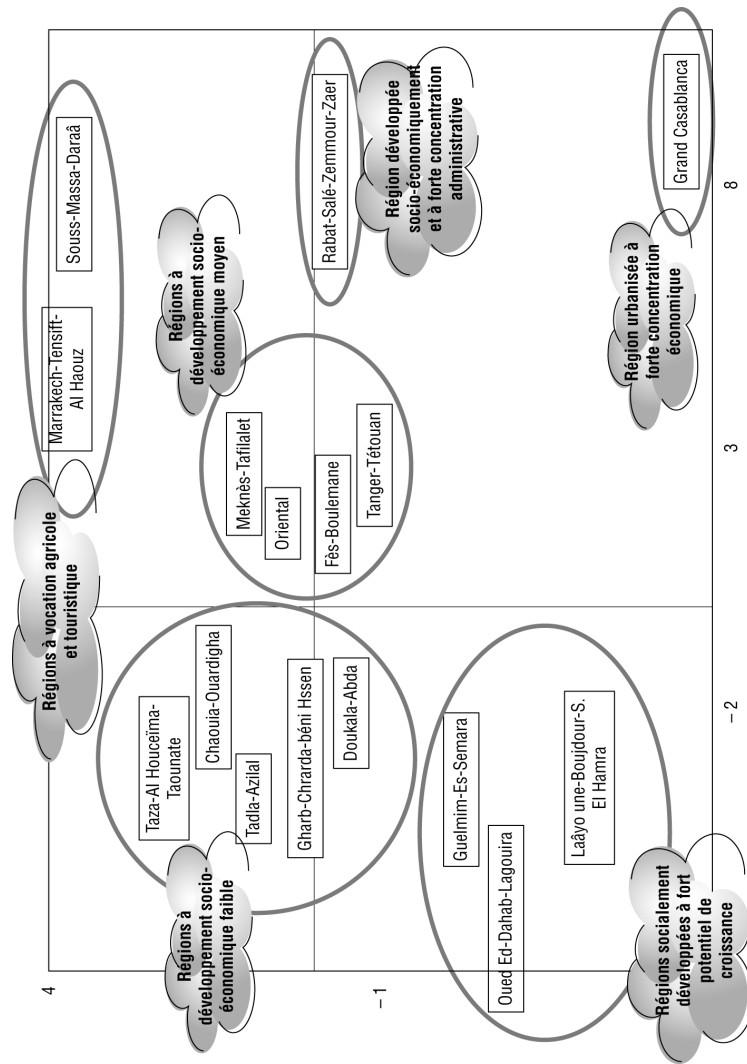 4
– 1
– 2
3
8
Régions à vocation agricole
et touristique
Marrakech-Tensift-
Al Haouz
Souss-Massa-Daraâ
Régions à
développement socio-
économique faible
Taza-Al Houceïma-
Taounate
Chaouia-Ouardigha
Tadla-Azilal
Gharb-Chrarda-béni Hssen
Doukala-Abda
Régions à
développement socio-
économique moyen
Meknès-Tafilalet
Oriental
Fès-Boulemane
Tanger-Tétouan
Rabat-Salé-Zemmour-Zaer
Région développée
socio-économiquement
et à forte concentration
administrative
Guelmim-Es-Semara
Oued Ed-Dahab-Lagouira
Laâyo une-Boujdour-S.
El Hamra
Régions socialement
développées à fort
potentiel de
croissance
Région urbanisée à
forte concentration
économique
Grand Casablanca